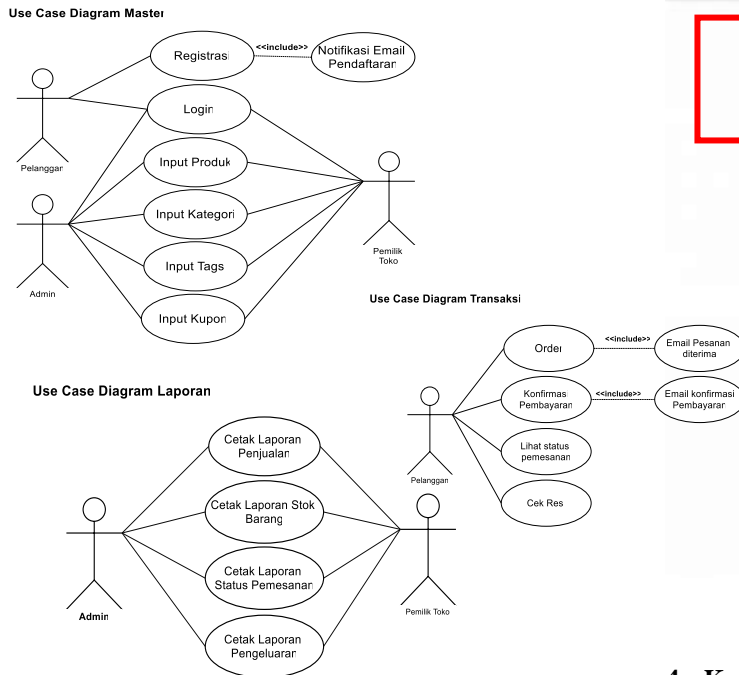 Use Case Diagram Master
Registrasi
<<include>>
Notifikasi Email
Pendaftaran
Login
Input Produk
Input Kategori
Input Tags
Input Kupon
Pelanggan
Admin
Pemilik
Toko
Use Case Diagram Transaksi
Order
<<include>>
Email Pesanan
diterima
Konfirmasi
Pembayaran
<<include>>
Email konfirmasi
Pembayaran
Lihat status
pemesanan
Cek Resi
Pelanggan
Use Case Diagram Laporan
Cetak Laporan
Penjualan
Cetak Laporan Stok
Barang
Cetak Laporan
Status Pemesanan
Cetak Laporan
Pengeluaran
Admin
Pemilik Toko